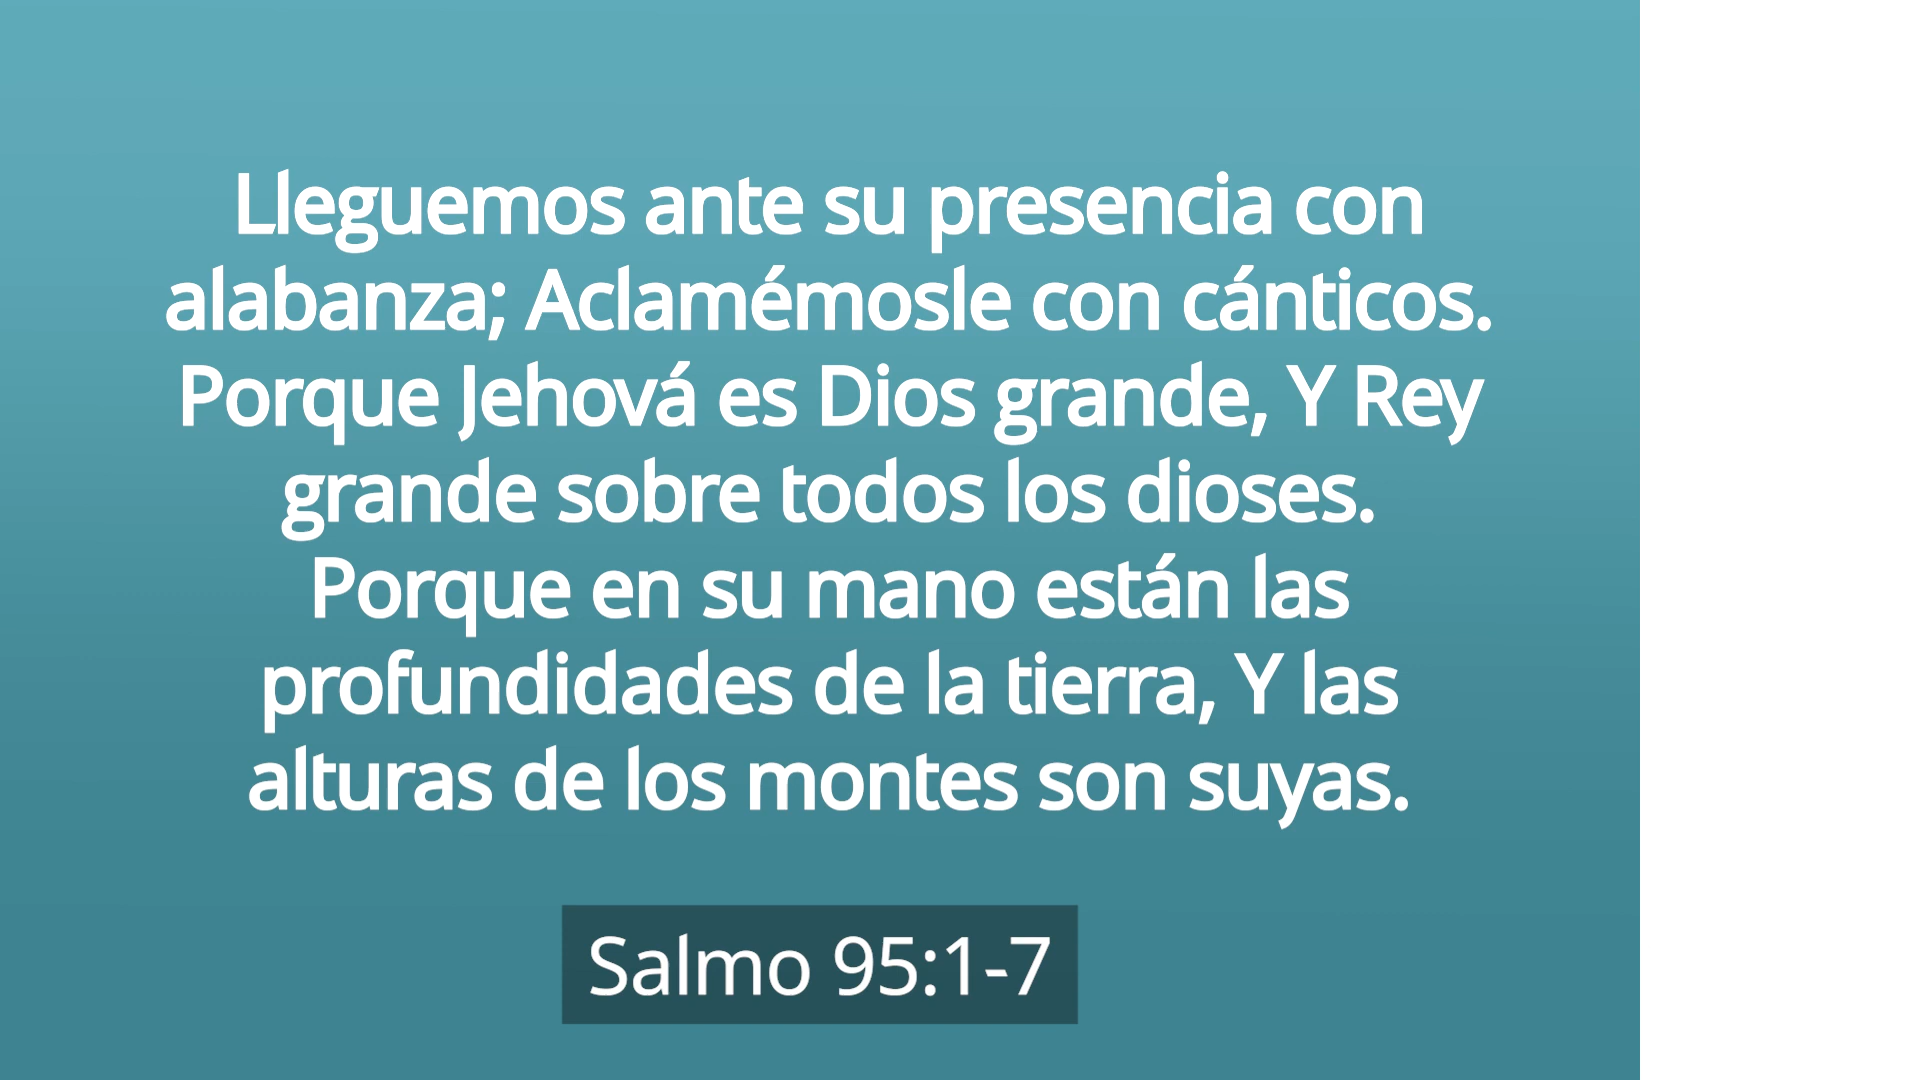 Lleguemos ante su presencia con
alabanza; Aclamémosle con cánticos.
Porque Jehová es Dios grande, Y Rey
grande sobre todos los dioses.
Porque en su mano están las
profundidades de la tierra, Y las
alturas de los montes son suyas.
Salmo 95:1-7